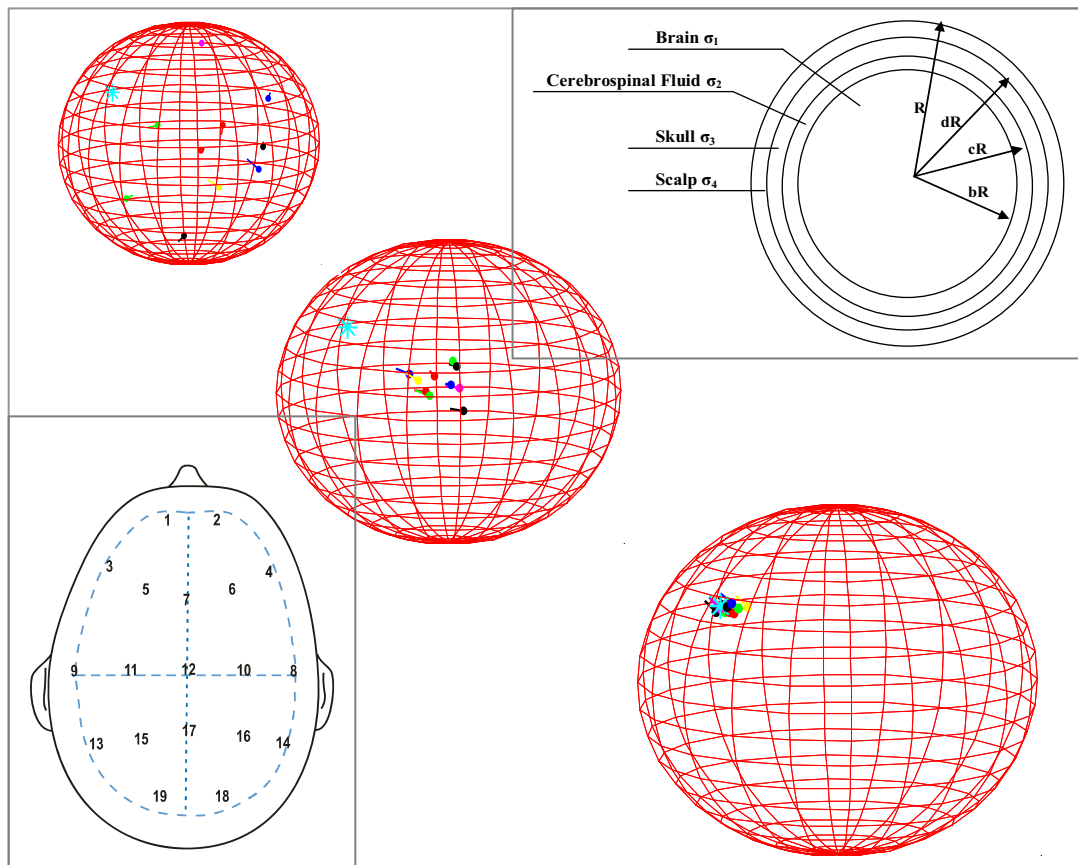 Brain σ₁
Cerebrospinal Fluid σ₂
Skull σ₃
Scalp σ₄
R
dR
cR
bR
1 2
3 4
5 6
7
9 11 12 10 8
13 15 17 16 14
19 18